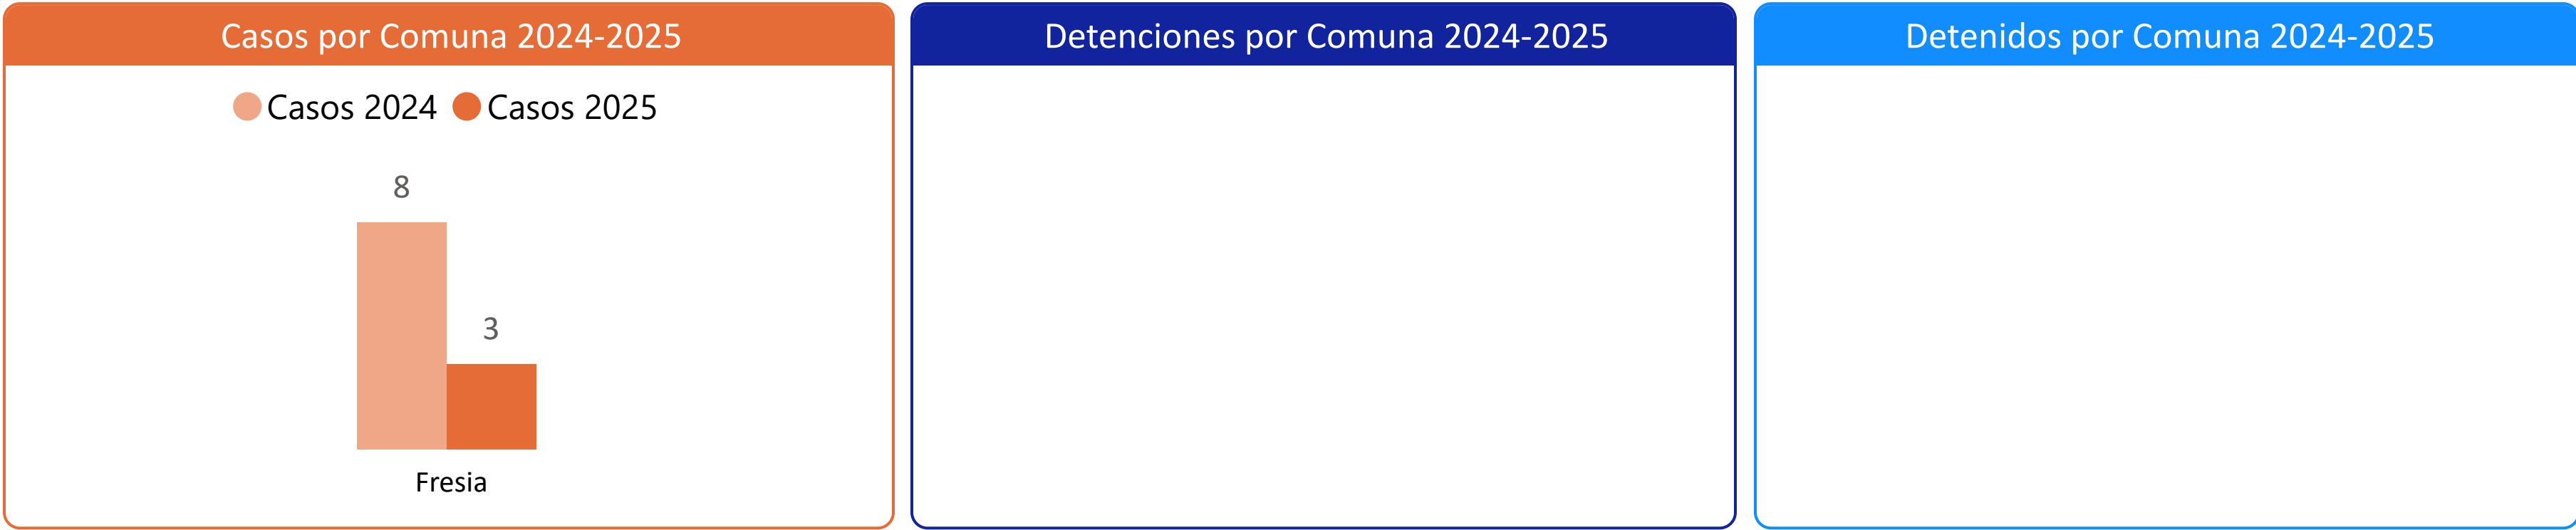 Casos por Comuna 2024-2025
Casos 2024 Casos 2025
8
3
Fresia
Detenciones por Comuna 2024-2025
Detenidos por Comuna 2024-2025